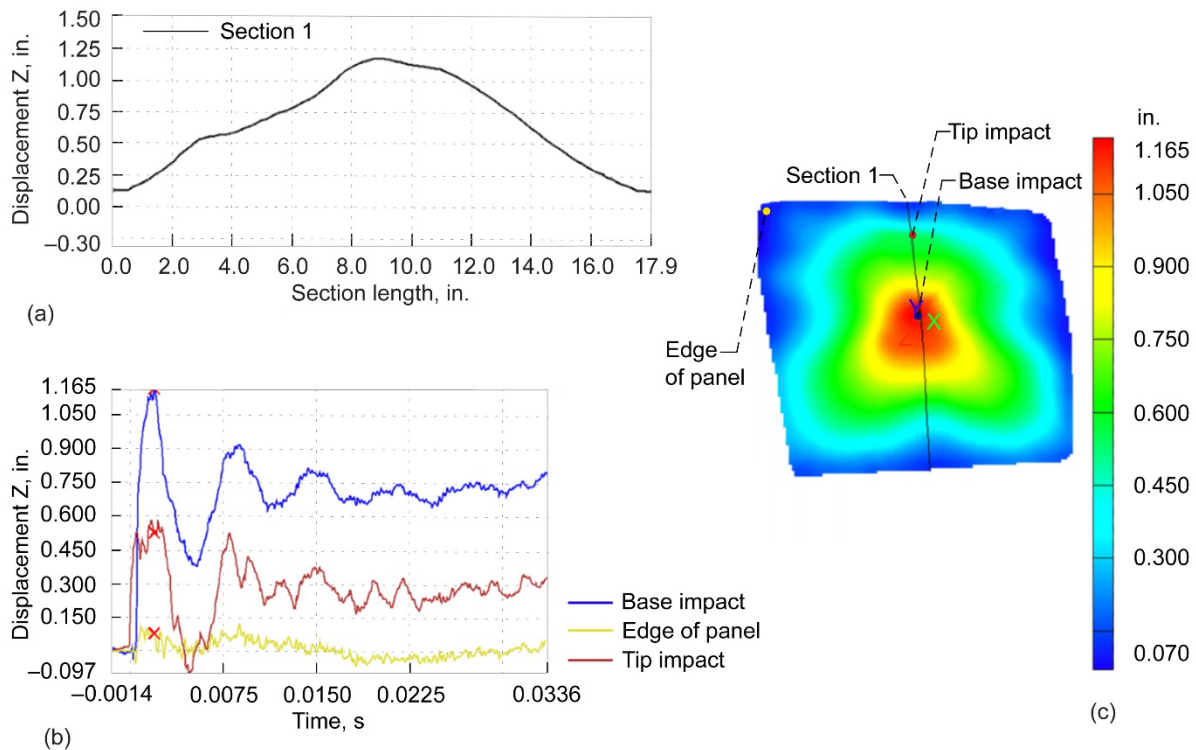 (a)
Displacement Z, in.
1.50
1.25
1.00
0.75
0.50
0.25
0.00
–0.30
Section 1
0.0 2.0 4.0 6.0 8.0 10.0 12.0 14.0 16.0 17.9
Section length, in.
(b)
Displacement Z, in.
1.165
1.050
0.900
0.750
0.600
0.450
0.300
0.150
–0.097
–0.0014 0.0075 0.0150 0.0225 0.0336
Time, s
Base impact
Edge of panel
Tip impact
(c)
Tip impact
Section 1
Base impact
Edge
of panel
Y
X
Z
in.
1.165
1.050
0.900
0.750
0.600
0.450
0.300
0.070